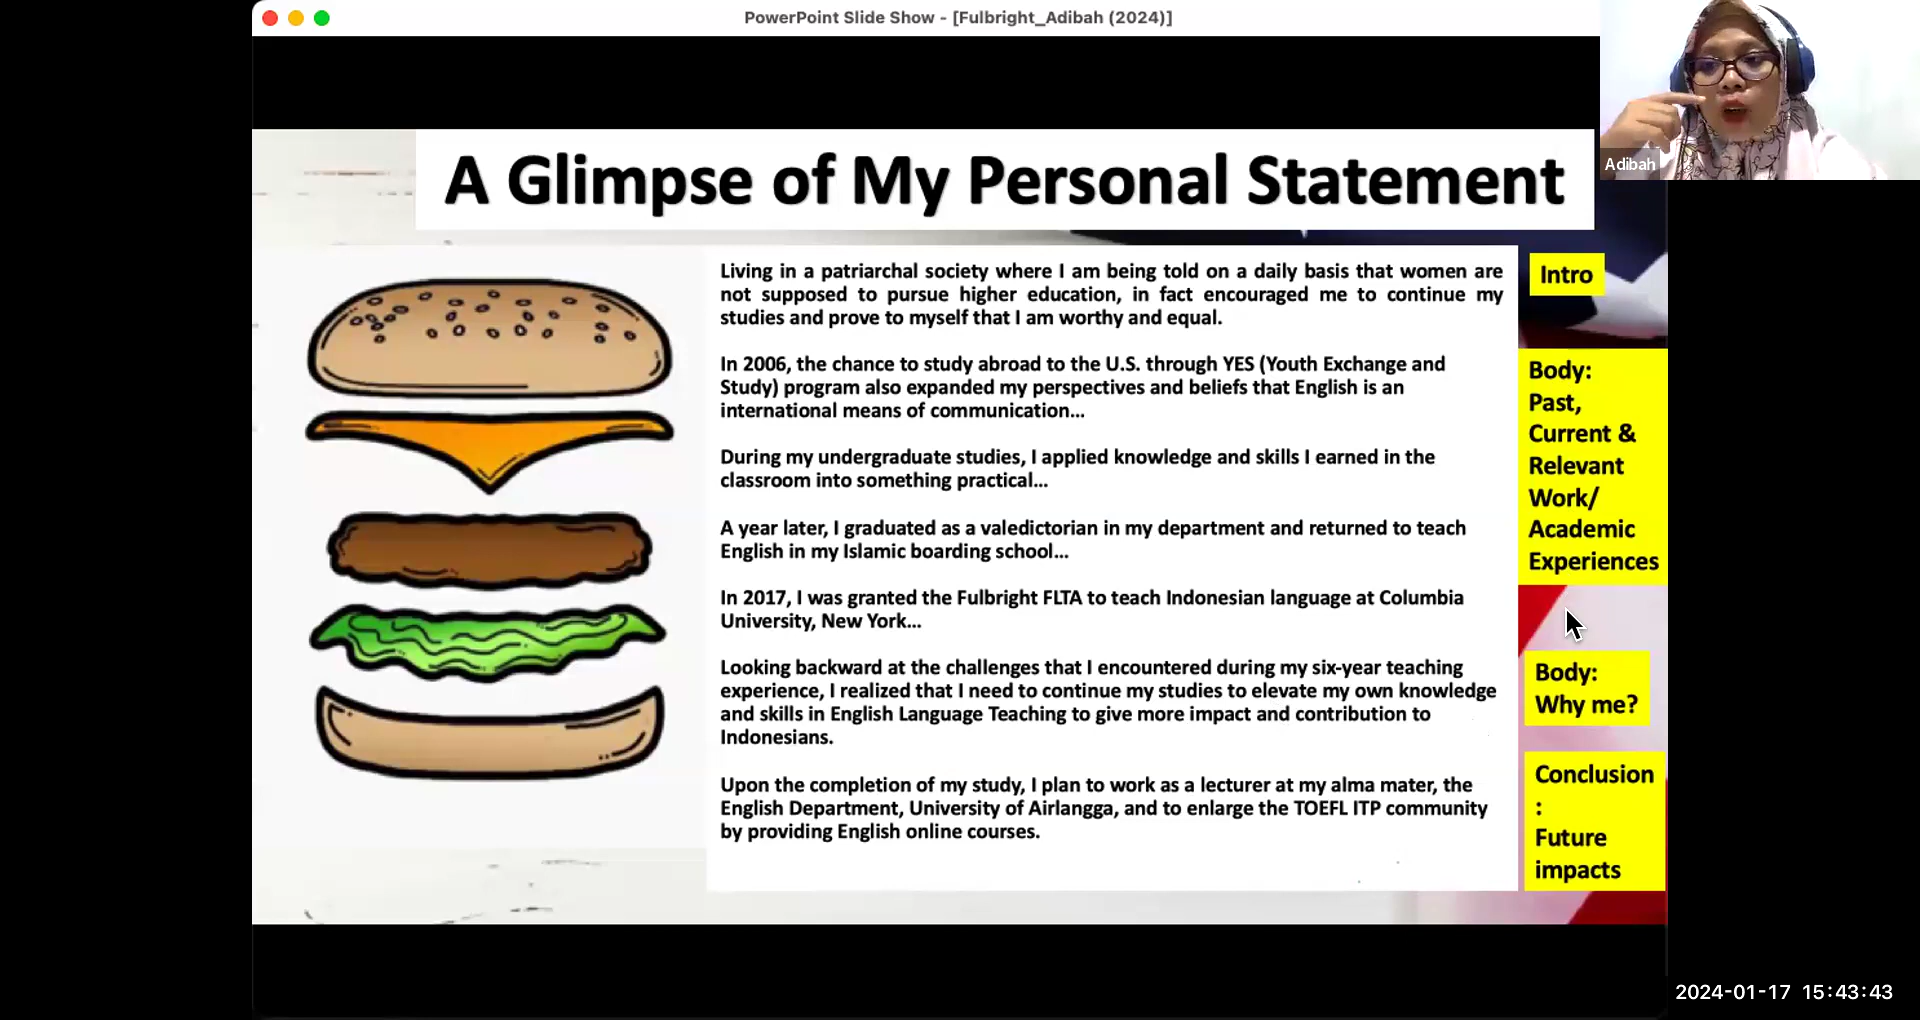 PowerPoint Slide Show - [Fulbright_Adibah (2024)]
Adibah
A Glimpse of My Personal Statement
Living in a patriarchal society where I am being told on a daily basis that women are
not supposed to pursue higher education, in fact encouraged me to continue my
studies and prove to myself that I am worthy and equal.
In 2006, the chance to study abroad to the U.S. through YES (Youth Exchange and
Study) program also expanded my perspectives and beliefs that English is an
international means of communication...
During my undergraduate studies, I applied knowledge and skills I earned in the
classroom into something practical...
A year later, I graduated as a valedictorian in my department and returned to teach
English in my Islamic boarding school...
In 2017, I was granted the Fulbright FLTA to teach Indonesian language at Columbia
University, New York...
Looking backward at the challenges that I encountered during my six-year teaching
experience, I realized that I need to continue my studies to elevate my own knowledge
and skills in English Language Teaching to give more impact and contribution to
Indonesians.
Upon the completion of my study, I plan to work as a lecturer at my alma mater, the
English Department, University of Airlangga, and to enlarge the TOEFL ITP community
by providing English online courses.
Intro
Body:
Past,
Current &
Relevant
Work/
Academic
Experiences
Body:
Why me?
Conclusion
:
Future
impacts
2024-01-17 15:43:43